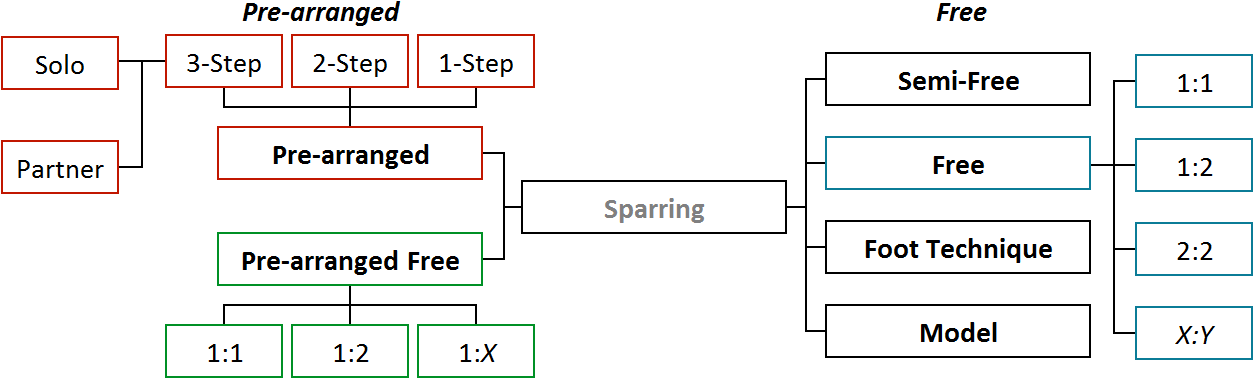 Pre-arranged
Free
Solo
3-Step
2-Step
1-Step
Partner
Pre-arranged
Pre-arranged Free
1:1
1:2
1:X
Sparring
Semi-Free
Free
Foot Technique
Model
1:1
1:2
2:2
X:Y